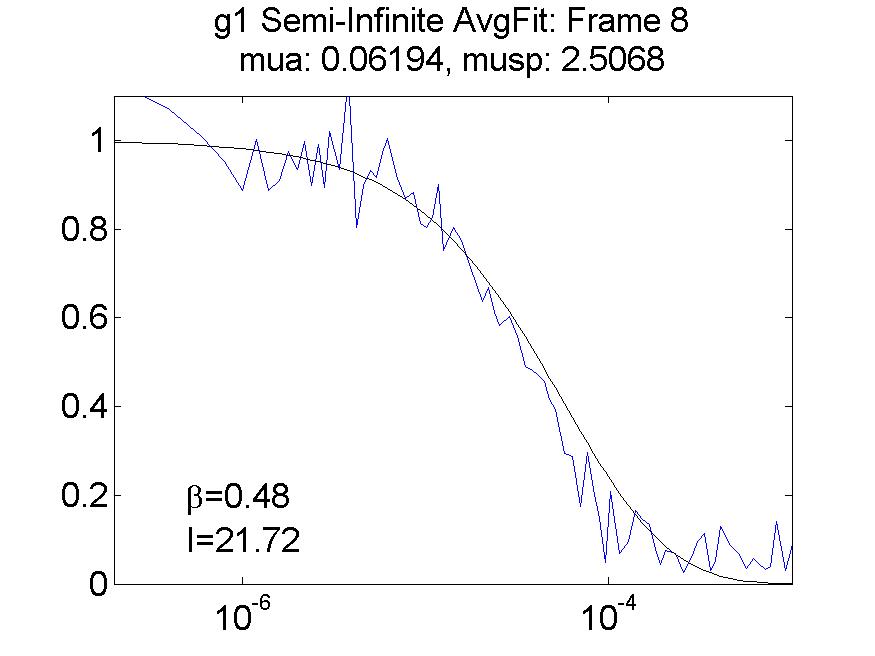 g1 Semi-Infinite AvgFit: Frame 8
mua: 0.06194, musp: 2.5068
1
0.8
0.6
0.4
0.2
0
β=0.48
I=21.72
10^-6
10^-4